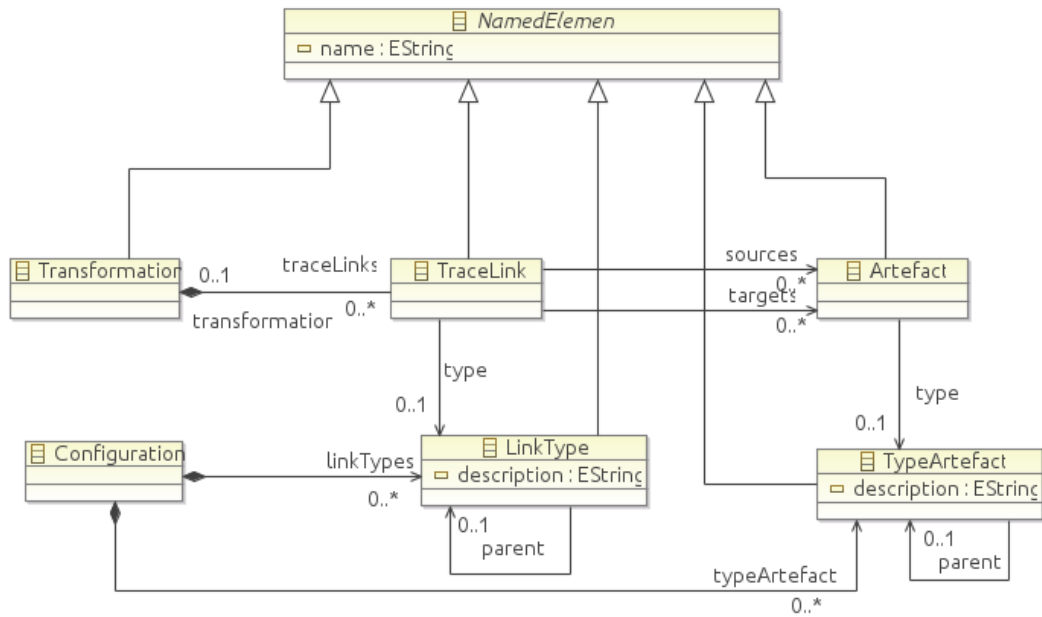 NamedElemen
name : EString
Transformation
0..1
traceLinks
0..*
transformation
TraceLink
sources
0..*
targets
0..*
Artefact
type
0..1
type
0..1
Configuration
linkTypes
0..*
LinkType
description : EString
0..1
parent
TypeArtefact
description : EString
0..1
parent
typeArtefact
0..*